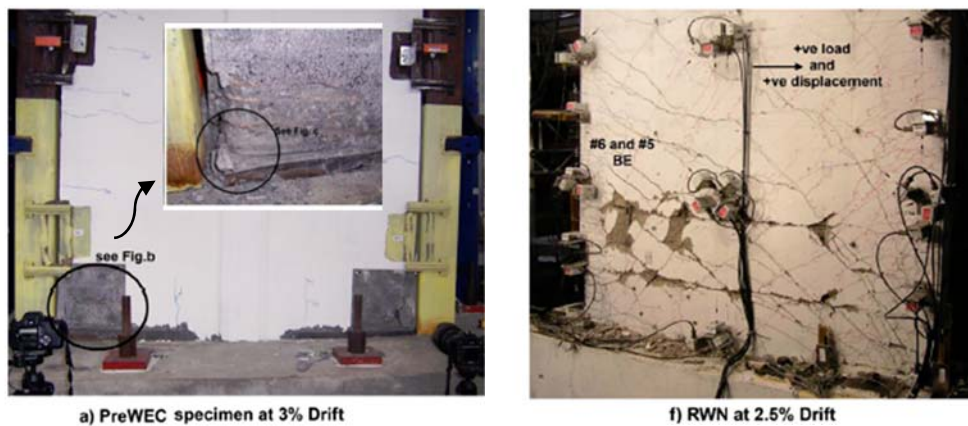 See Fig. c
see Fig.b
a) PreWEC specimen at 3% Drift
+ve load
and
+ve displacement
#6 and #5
BE
f) RWN at 2.5% Drift